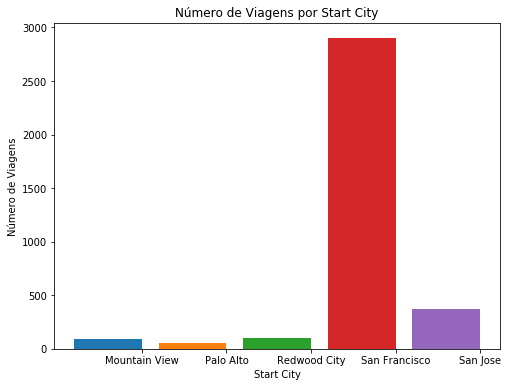 Número de Viagens por Start City
Número de Viagens
3000
2500
2000
1500
1000
500
0
Mountain View Palo Alto Redwood City San Francisco San Jose
Start City